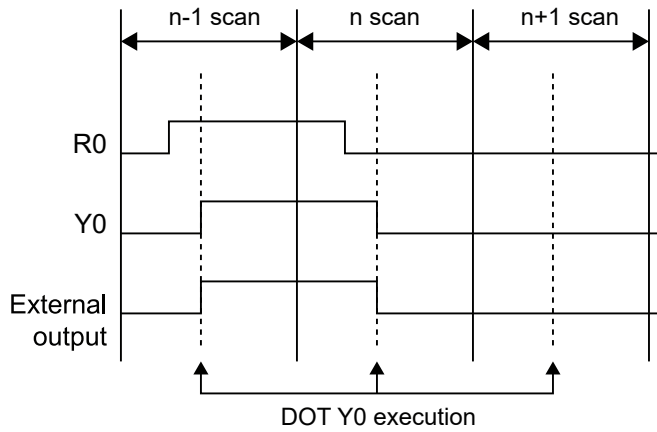 n-1 scan
n scan
n+1 scan
R0
Y0
External
output
DOT Y0 execution